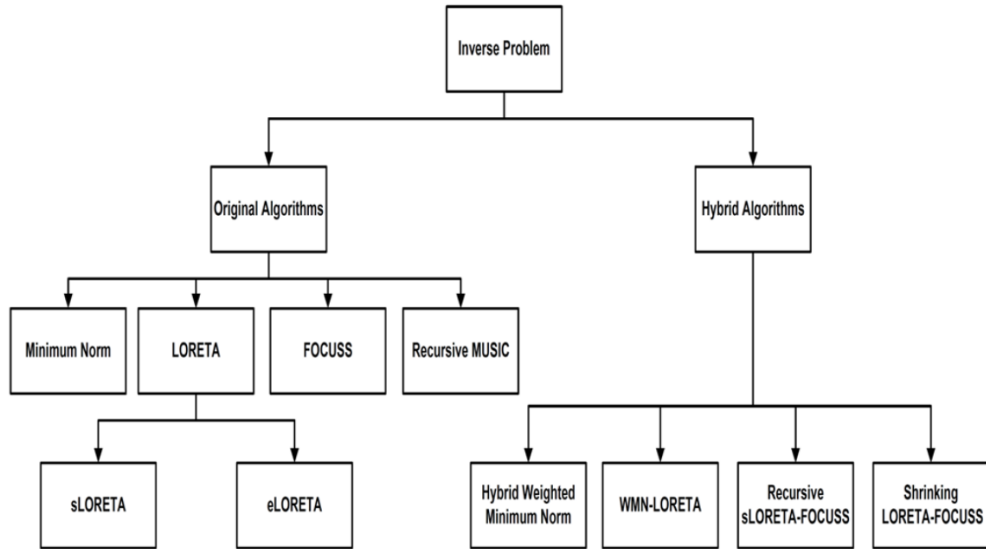 Inverse Problem
Original Algorithms
Hybrid Algorithms
Minimum Norm
LORETA
FOCUSS
Recursive MUSIC
sLORETA
eLORETA
Hybrid Weighted
Minimum Norm
WMN-LORETA
Recursive
sLORETA-FOCUSS
Shrinking
LORETA-FOCUSS